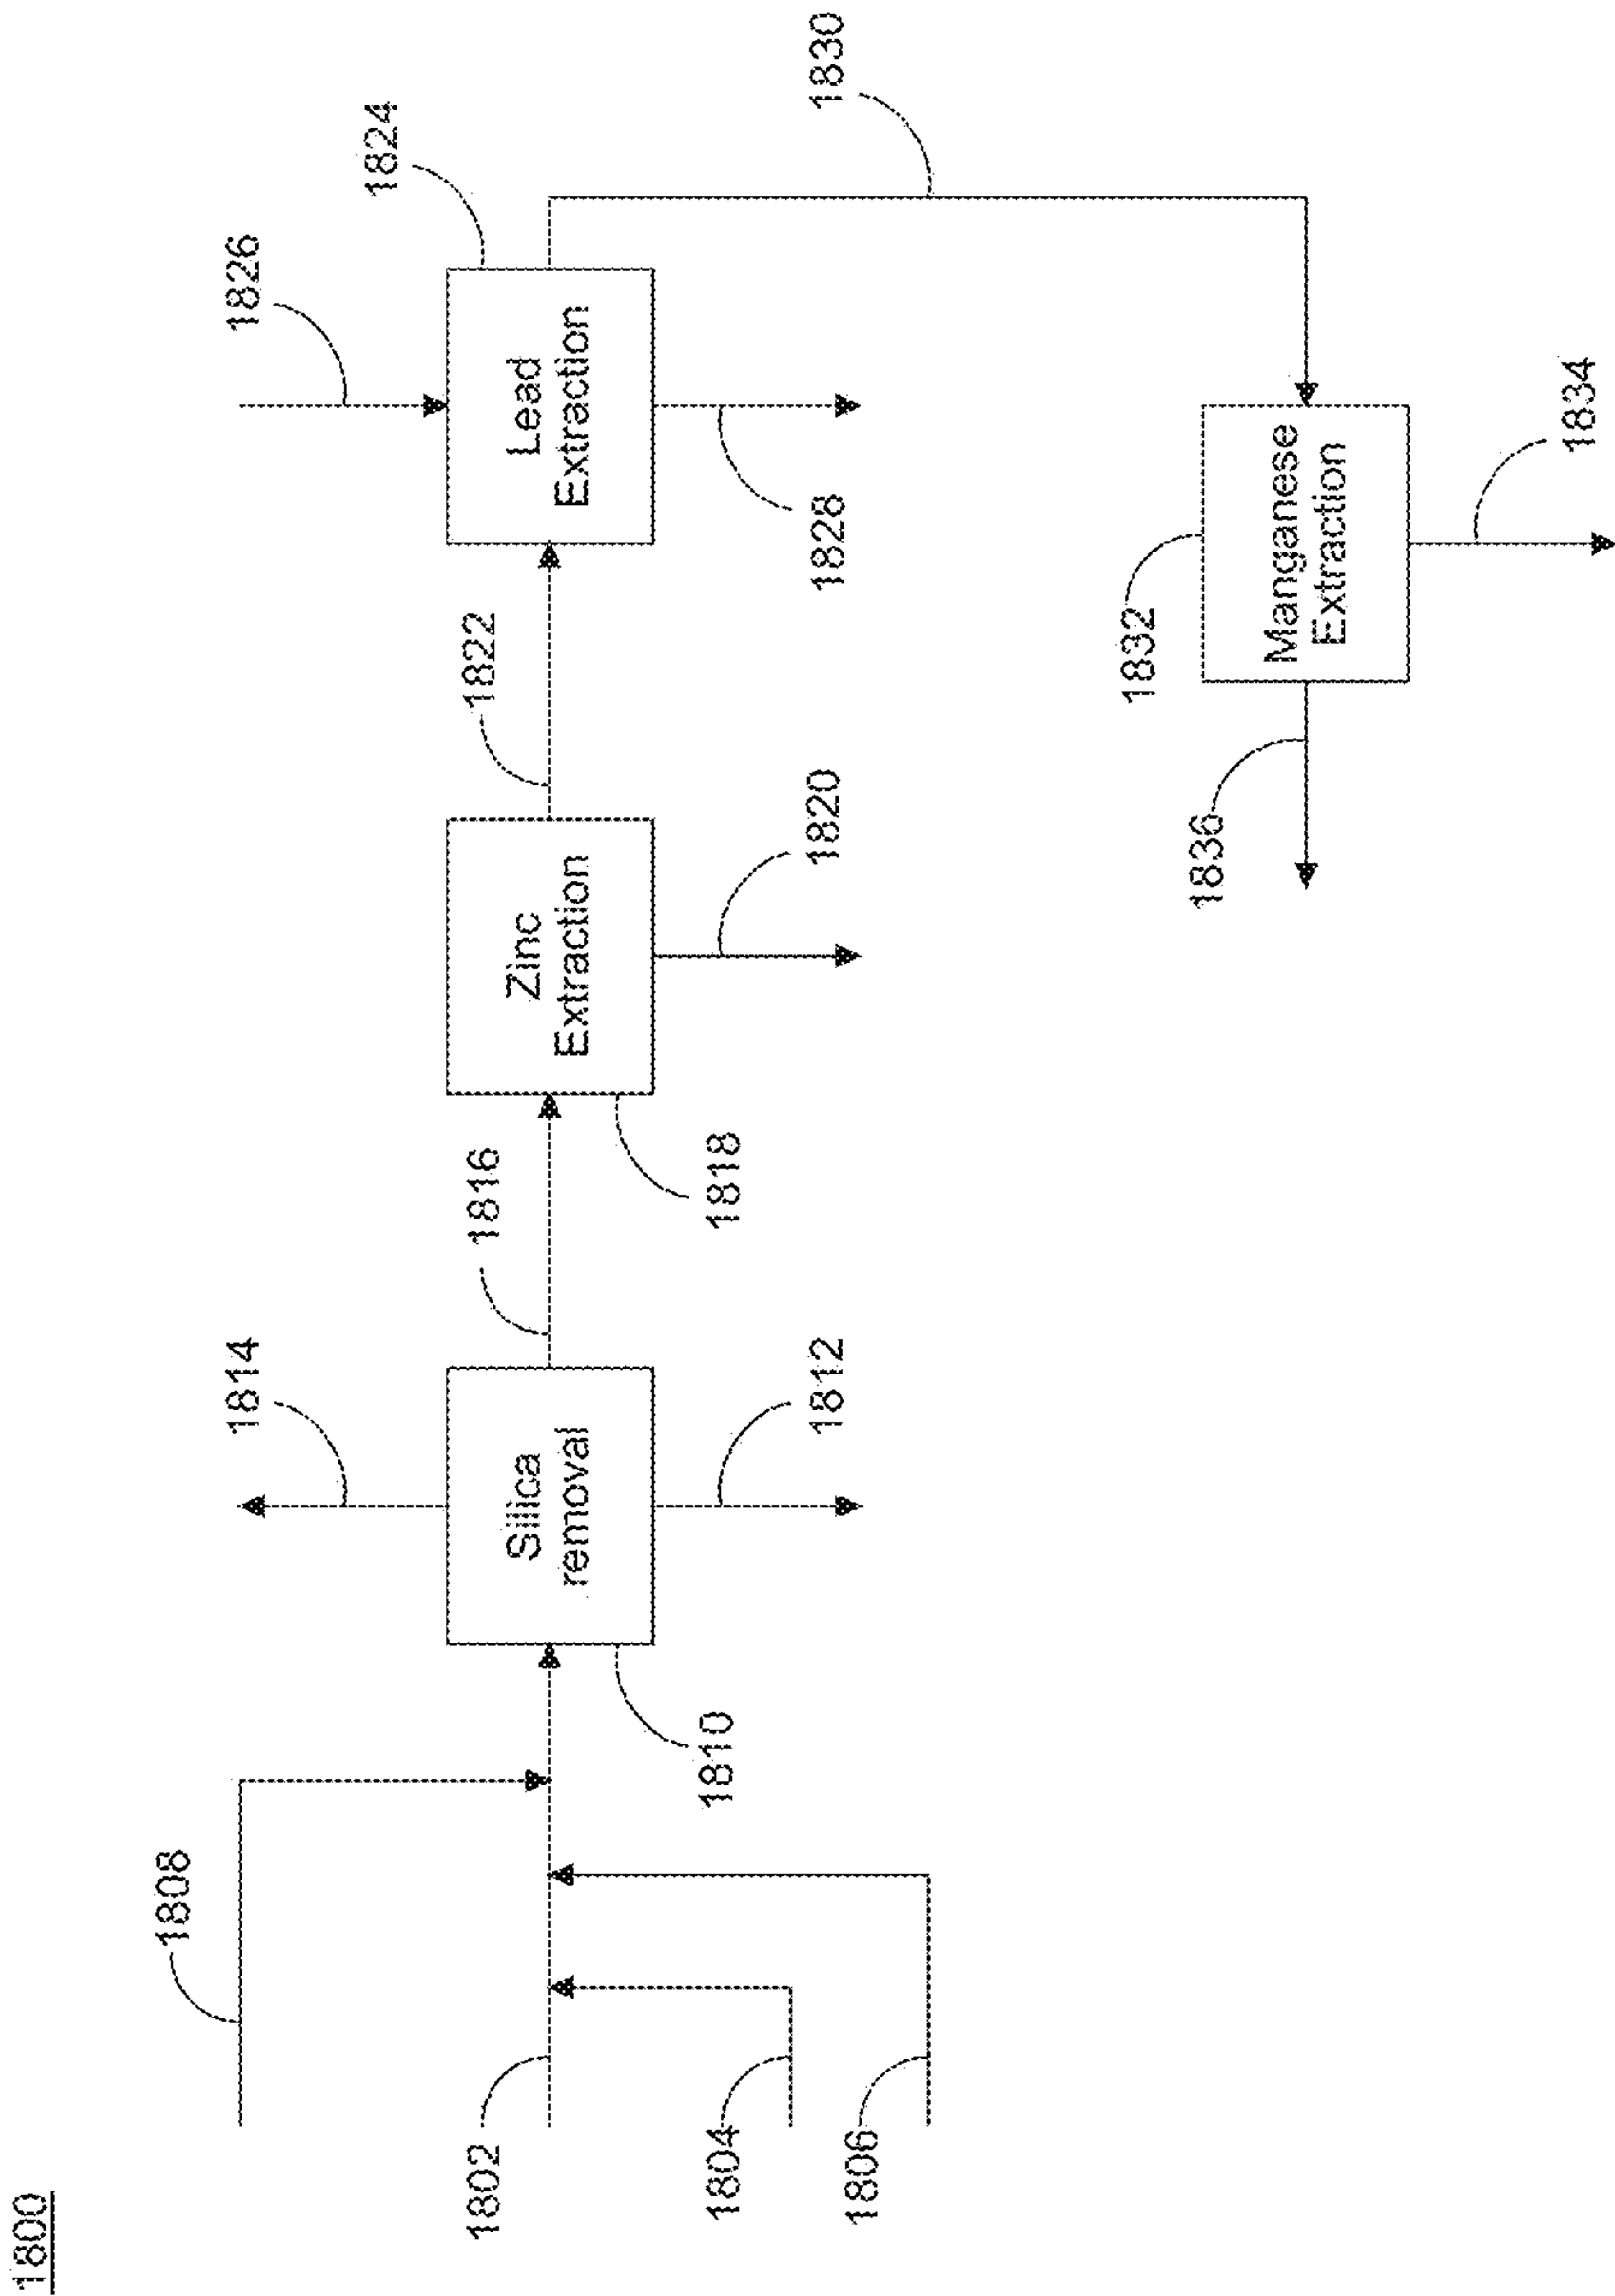 1800
1808
1802
1804
1806
1814
Silica
removal
1810
1812
1816
Zinc
Extraction
1818
1820
1822
1826
1824
Lead
Extraction
1828
1830
1832
Manganese
Extraction
1834
1836